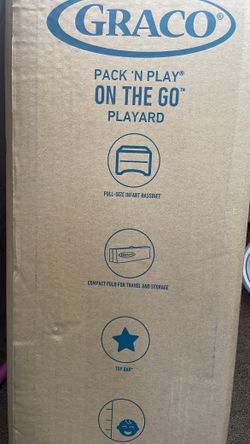 GRACO®
PACK 'N PLAY®
ON THE GO™
PLAYARD
FULL-SIZE INFANT BASSINET
GRACO
COMPACT FOLD FOR TRAVEL AND STORAGE
TOY BAR*